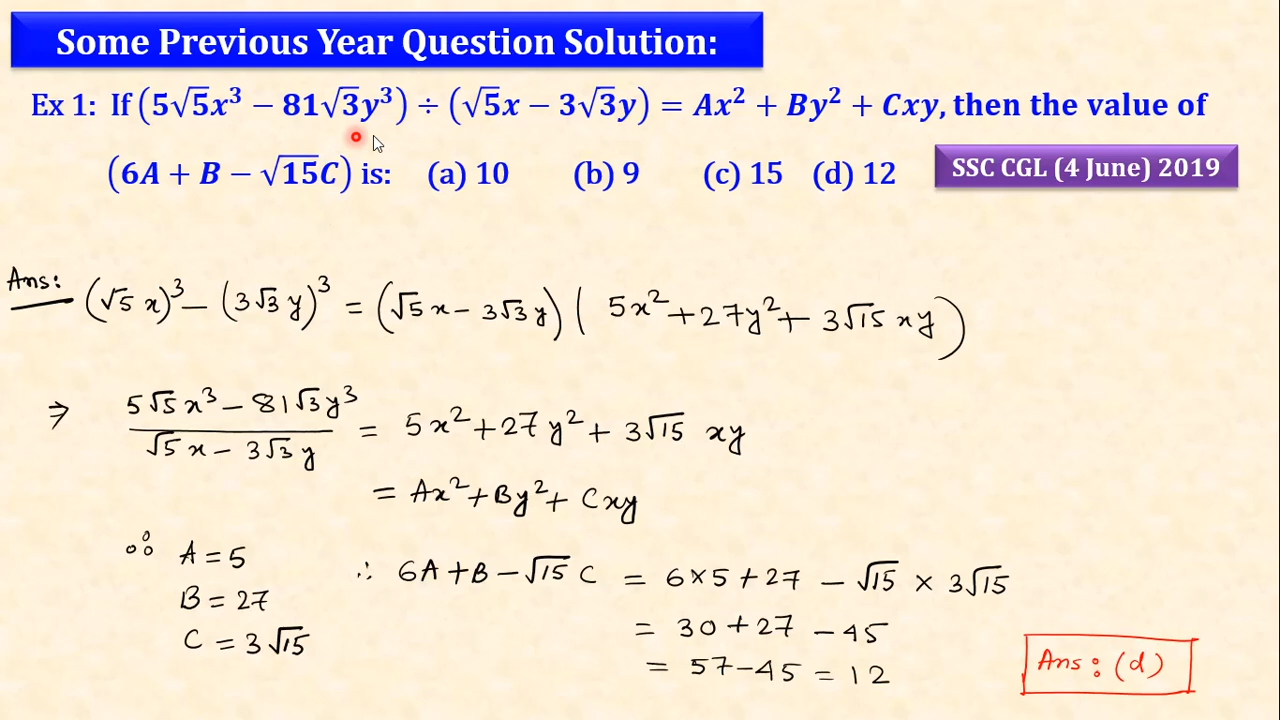 Some Previous Year Question Solution:
Ex 1: If (5√5x³ − 81√3y³) ÷ (√5x − 3√3y) = Ax² + By² + Cxy, then the value of
(6A + B − √15C) is: (a) 10 (b) 9 (c) 15 (d) 12
SSC CGL (4 June) 2019
Ans: (√5 x)³ − (3√3 y)³ = (√5 x − 3√3 y) ( 5x² + 27y² + 3√15 xy )
⇒ (5√5 x³ − 81√3 y³)/(√5 x − 3√3 y) = 5x² + 27y² + 3√15 xy
= Ax² + By² + Cxy
∴ A = 5
B = 27
C = 3√15
∴ 6A + B − √15 C = 6×5 + 27 − √15 × 3√15
= 30 + 27 − 45
= 57 − 45 = 12
Ans: (d)